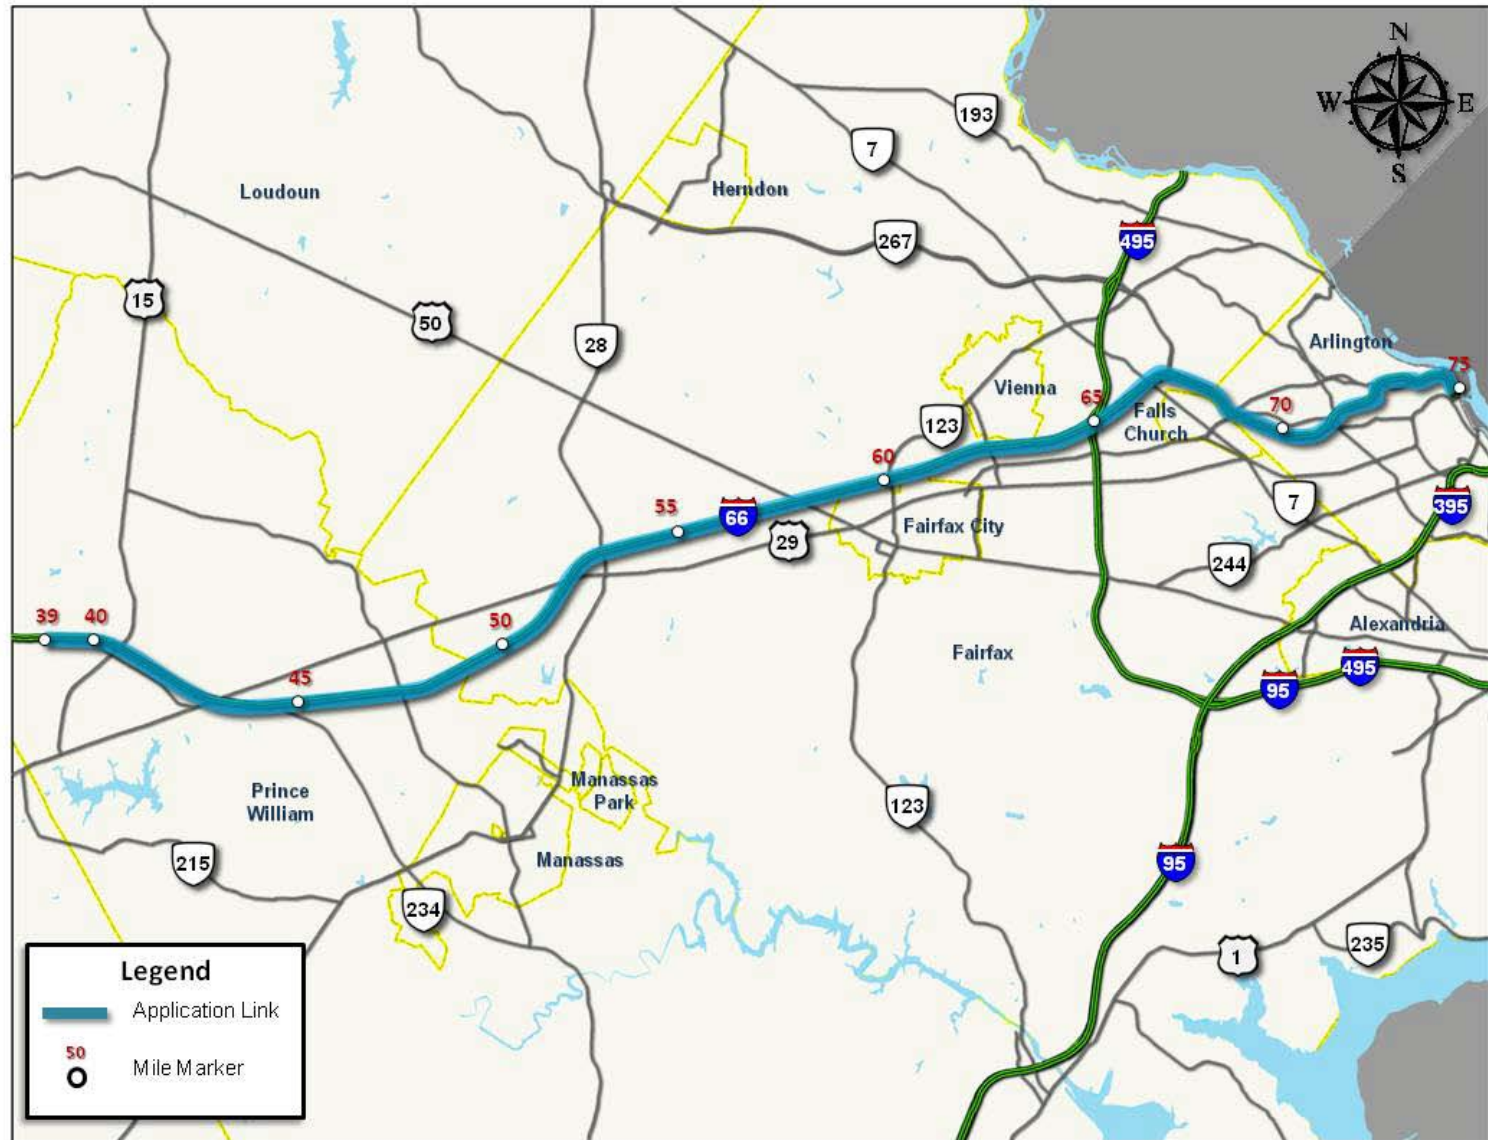 N
W
E
S
193
7
Loudoun
Herndon
267
495
15
50
28
Arlington
75
Vienna
65
Falls
Church
70
123
60
55
66
29
Fairfax City
7
395
244
39
40
50
45
Fairfax
Alexandria
95
495
Prince
William
Manassas
Park
123
215
Manassas
95
234
1
235
Legend
Application Link
50
Mile Marker